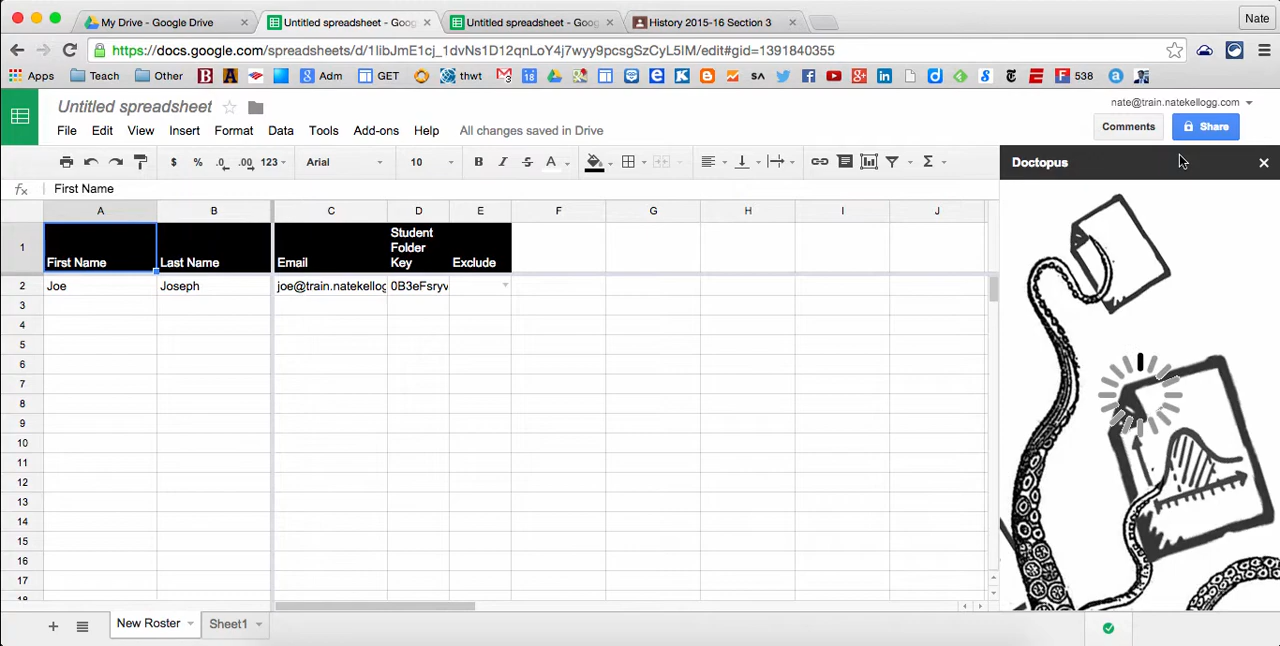 My Drive - Google Drive
Untitled spreadsheet - Goog
Untitled spreadsheet - Goog
History 2015-16 Section 3
Nate
https://docs.google.com/spreadsheets/d/1libJmE1cj_1dvNs1D12qnLoY4j7wyy9pcsgSzCyL5IM/edit#gid=1391840355
Apps Teach Other Adm GET thwt 538
Untitled spreadsheet
nate@train.natekellogg.com
File Edit View Insert Format Data Tools Add-ons Help All changes saved in Drive
Comments Share
$ % .0 .00 123 Arial 10 B I S A
Doctopus
fx First Name
A B C D E F G H I J
1 First Name Last Name Email Student Folder Key Exclude
2 Joe Joseph joe@train.natekellog 0B3eFsryv
3
4
5
6
7
8
9
10
11
12
13
14
15
16
17
New Roster Sheet1